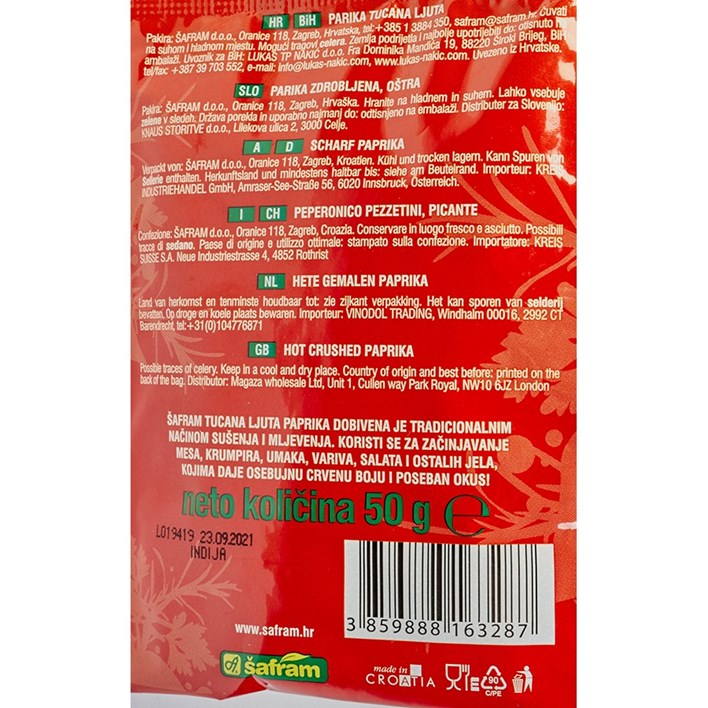 HR BiH PARIKA TUCANA LJUTA
Pakira: ŠAFRAM d.o.o., Oranice 118, Zagreb, Hrvatska, tel:+385 1 3884 350, safram@safram.hr Čuvati
na suhom i hladnom mjestu. Mogući tragovi celera. Zemlja podrijetla i najbolje upotrijebiti do: otisnuto na
ambalaži. Uvoznik za BiH: LUKAŠ TP NAKIĆ d.o.o. Fra Dominika Mandića 19, 88220 Široki Brijeg, BiH
tel/fax: +387 39 703 552, e-mail: info@lukas-nakic.com, www.lukas-nakic.com. Uvezeno iz Hrvatske.
SLO PARIKA ZDROBLJENA, OŠTRA
Pakira: ŠAFRAM d.o.o., Oranice 118, Zagreb, Hrvaška. Hranite na hladnem in suhem. Lahko vsebuje
zelene v sledeh. Država porekla in uporabno najmanj do: odtisnjeno na embalaži. Distributer za Slovenijo:
KNAUS STORITVE d.o.o., Lilekova ulica 2, 3000 Celje.
A D SCHARF PAPRIKA
Verpackt von: ŠAFRAM d.o.o., Oranice 118, Zagreb, Kroatien. Kühl und trocken lagern. Kann Spuren von
Sellerie enthalten. Herkunftsland und mindestens haltbar bis: siehe am Beutelrand. Importeur: KREIS
INDUSTRIEHANDEL GmbH, Amraser-See-Straße 56, 6020 Innsbruck, Österreich.
I CH PEPERONICO PEZZETINI, PICANTE
Confezione: ŠAFRAM d.o.o., Oranice 118, Zagreb, Croazia. Conservare in luogo fresco e asciutto. Possibili
tracce di sedano. Paese di origine e utilizzo ottimale: stampato sulla confezione. Importatore: KREIS
SUISSE S.A. Neue Industriestrasse 4, 4852 Rothrist
NL HETE GEMALEN PAPRIKA
Land van herkomst en tenminste houdbaar tot: zie zijkant verpakking. Het kan sporen van selderij
bevatten. Op droge en koele plaats bewaren. Importeur: VINODOL TRADING, Windhalm 00016, 2992 CT
Barendrecht, tel:+31(0)104776871
GB HOT CRUSHED PAPRIKA
Possible traces of celery. Keep in a cool and dry place. Country of origin and best before: printed on the
back of the bag. Distributor: Magaza wholesale Ltd, Unit 1, Cullen way Park Royal, NW10 6JZ London
ŠAFRAM TUCANA LJUTA PAPRIKA DOBIVENA JE TRADICIONALNIM
NAČINOM SUŠENJA I MLJEVENJA. KORISTI SE ZA ZAČINJAVANJE
MESA, KRUMPIRA, UMAKA, VARIVA, SALATA I OSTALIH JELA,
KOJIMA DAJE OSEBUJNU CRVENU BOJU I POSEBAN OKUS!
neto količina 50 g e
L019419 23.09.2021
INDIJA
3 859888 163287
www.safram.hr
šafram
made in
CROATIA
90
C/PE